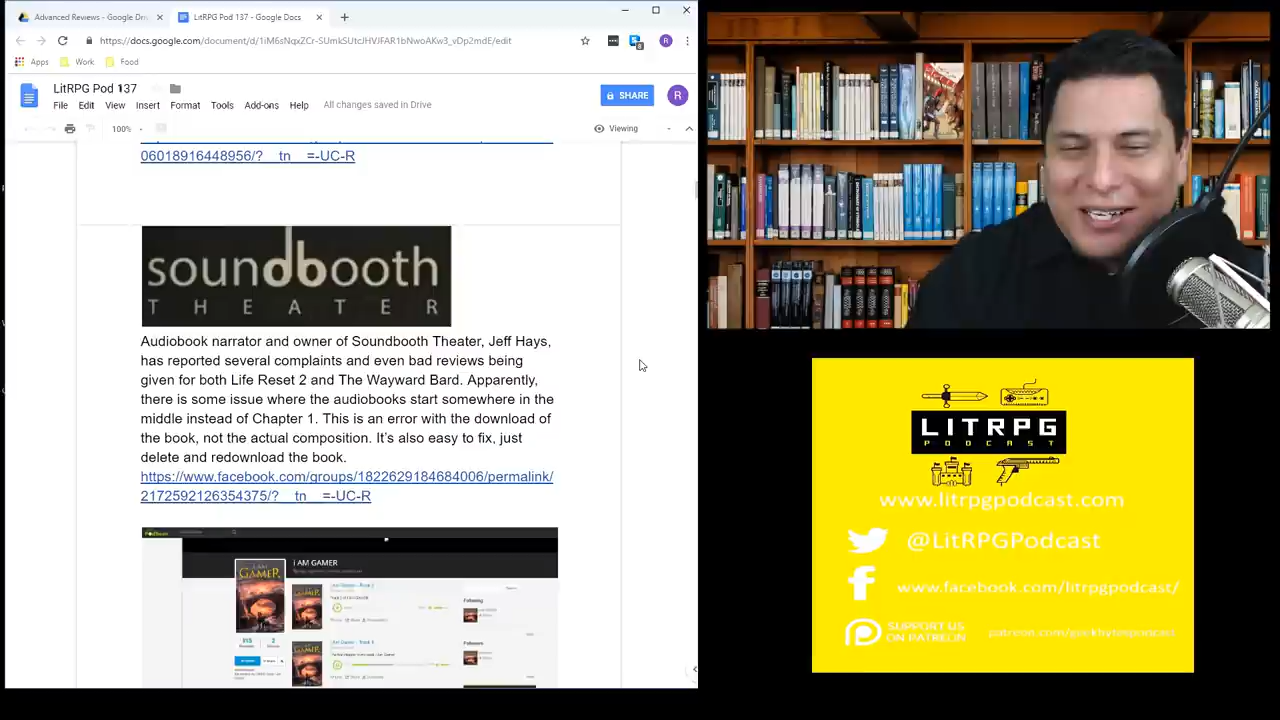 Advanced Reviews - Google Dri
LitRPG Pod 137 - Google Docs
https://docs.google.com/document/d/1iM6sNqxZCr-SUmkSUtcJHVJFAR1bNwoAKw3_vDp2mdE/edit
Apps Work Food
LitRPG Pod 137
File Edit View Insert Format Tools Add-ons Help All changes saved in Drive
SHARE
R
100%
Viewing
06018916448956/?__tn__=-UC-R
soundbooth
THEATER
Audiobook narrator and owner of Soundbooth Theater, Jeff Hays,
has reported several complaints and even bad reviews being
given for both Life Reset 2 and The Wayward Bard. Apparently,
there is some issue where the audiobooks start somewhere in the
middle instead of Chapter 1. This is an error with the download of
the book, not the actual composition. It's also easy to fix, just
delete and redownload the book.
https://www.facebook.com/groups/1822629184684006/permalink/
2172592126354375/?__tn__=-UC-R
I AM GAMER
GAMER
Following
Followers
LITRPG
PODCAST
www.litrpgpodcast.com
@LitRPGPodcast
www.facebook.com/litrpgpodcast/
SUPPORT US
ON PATREON
patreon.com/geekbytespodcast